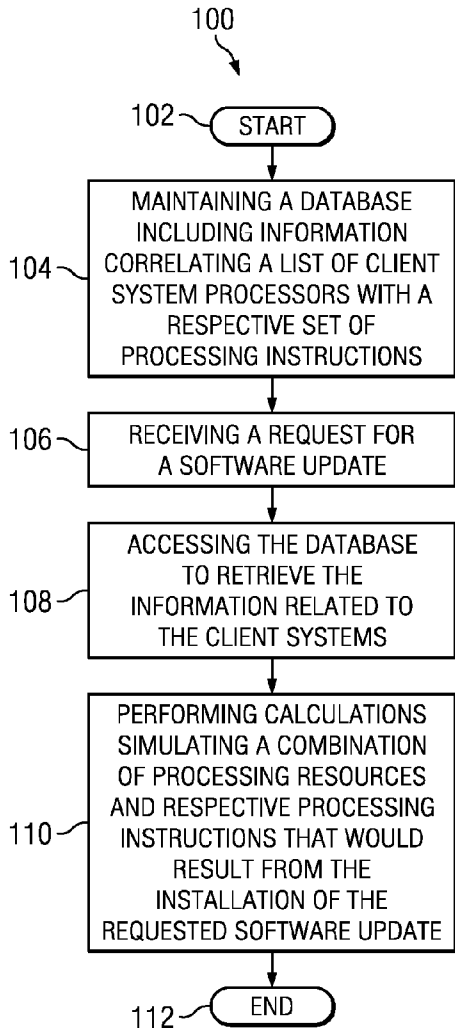 100
102
START
104
MAINTAINING A DATABASE
INCLUDING INFORMATION
CORRELATING A LIST OF CLIENT
SYSTEM PROCESSORS WITH A
RESPECTIVE SET OF
PROCESSING INSTRUCTIONS
106
RECEIVING A REQUEST FOR
A SOFTWARE UPDATE
108
ACCESSING THE DATABASE
TO RETRIEVE THE
INFORMATION RELATED TO
THE CLIENT SYSTEMS
110
PERFORMING CALCULATIONS
SIMULATING A COMBINATION
OF PROCESSING RESOURCES
AND RESPECTIVE PROCESSING
INSTRUCTIONS THAT WOULD
RESULT FROM THE
INSTALLATION OF THE
REQUESTED SOFTWARE UPDATE
112
END